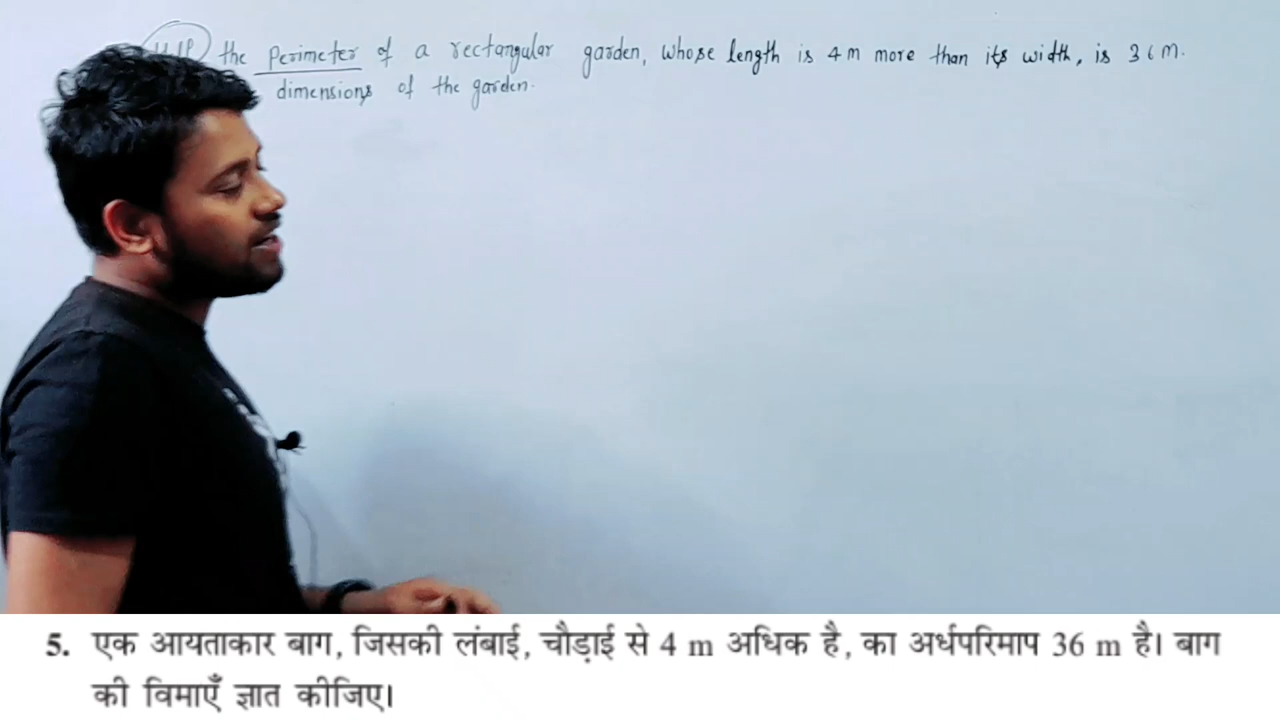 the perimeter of a rectangular garden, whose length is 4 m more than its width, is 36 m.
dimensions of the garden.
5. एक आयताकार बाग, जिसकी लंबाई, चौड़ाई से 4 m अधिक है, का अर्धपरिमाप 36 m है। बाग
की विमाएँ ज्ञात कीजिए।